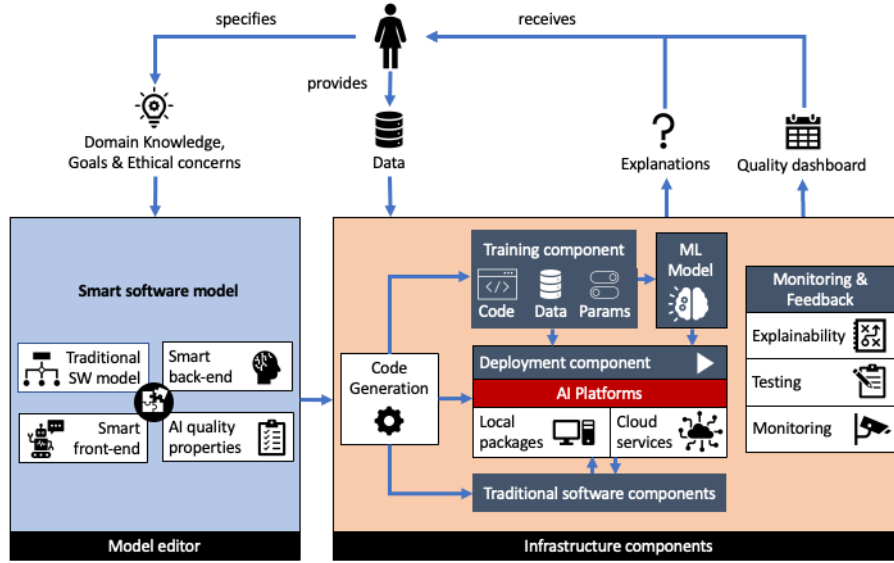 specifies
receives
provides
Domain Knowledge,
Goals & Ethical concerns
Data
Explanations
Quality dashboard
Smart software model
Traditional
SW model
Smart
back-end
Smart
front-end
AI quality
properties
Model editor
Code
Generation
Training component
</>
Code
Data
Params
ML
Model
Deployment component
AI Platforms
Local
packages
Cloud
services
Traditional software components
Monitoring &
Feedback
Explainability
Testing
Monitoring
Infrastructure components